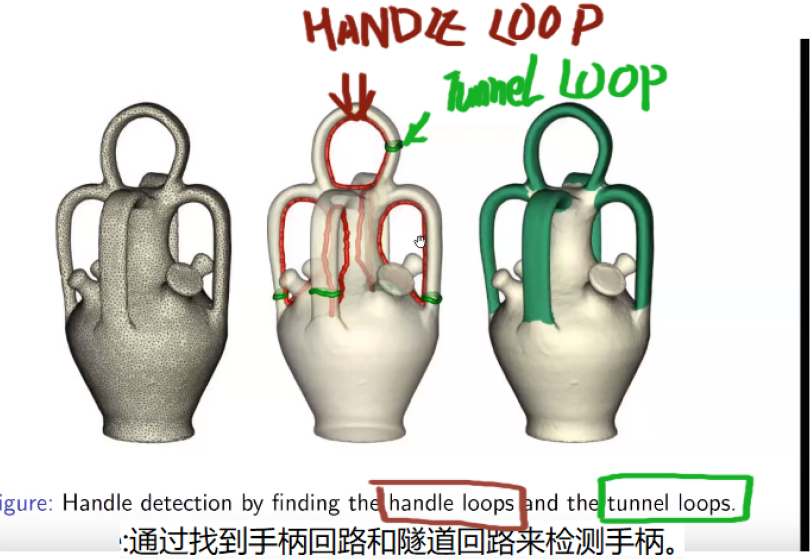 HANDLE LOOP
Tunnel LOOP
igure: Handle detection by finding the handle loops and the tunnel loops.
:通过找到手柄回路和隧道回路来检测手柄。